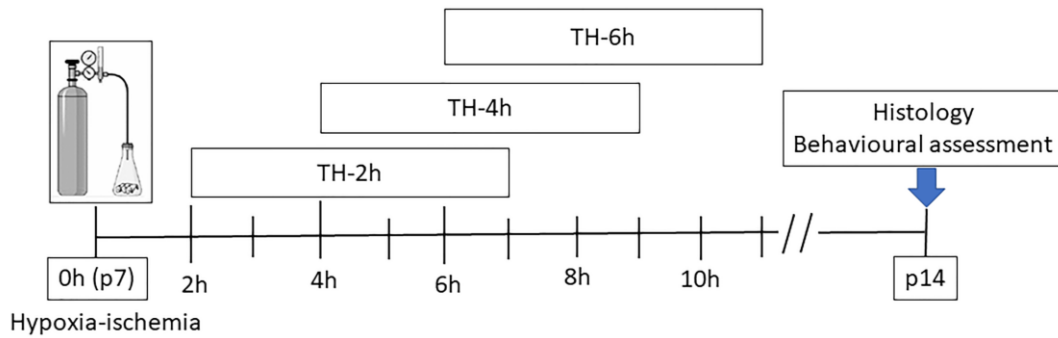 TH-6h
TH-4h
TH-2h
Histology
Behavioural assessment
0h (p7)
2h
4h
6h
8h
10h
p14
Hypoxia-ischemia